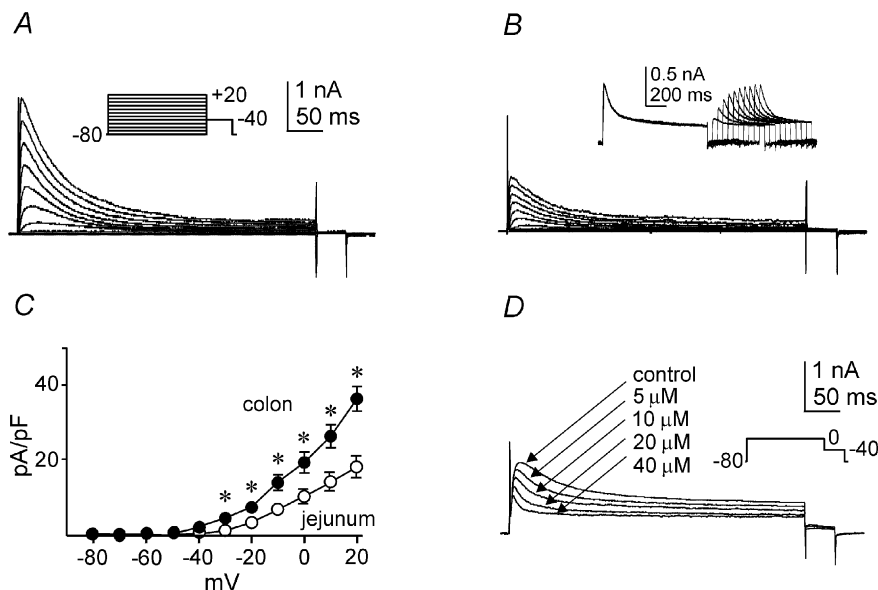 A
+20
-80
-40
1 nA
50 ms
B
0.5 nA
200 ms
C
40
20
pA/pF
colon
jejunum
* * * * * *
-80 -60 -40 -20 0 20
mV
D
control
5 µM
10 µM
20 µM
40 µM
1 nA
50 ms
0
-80
-40